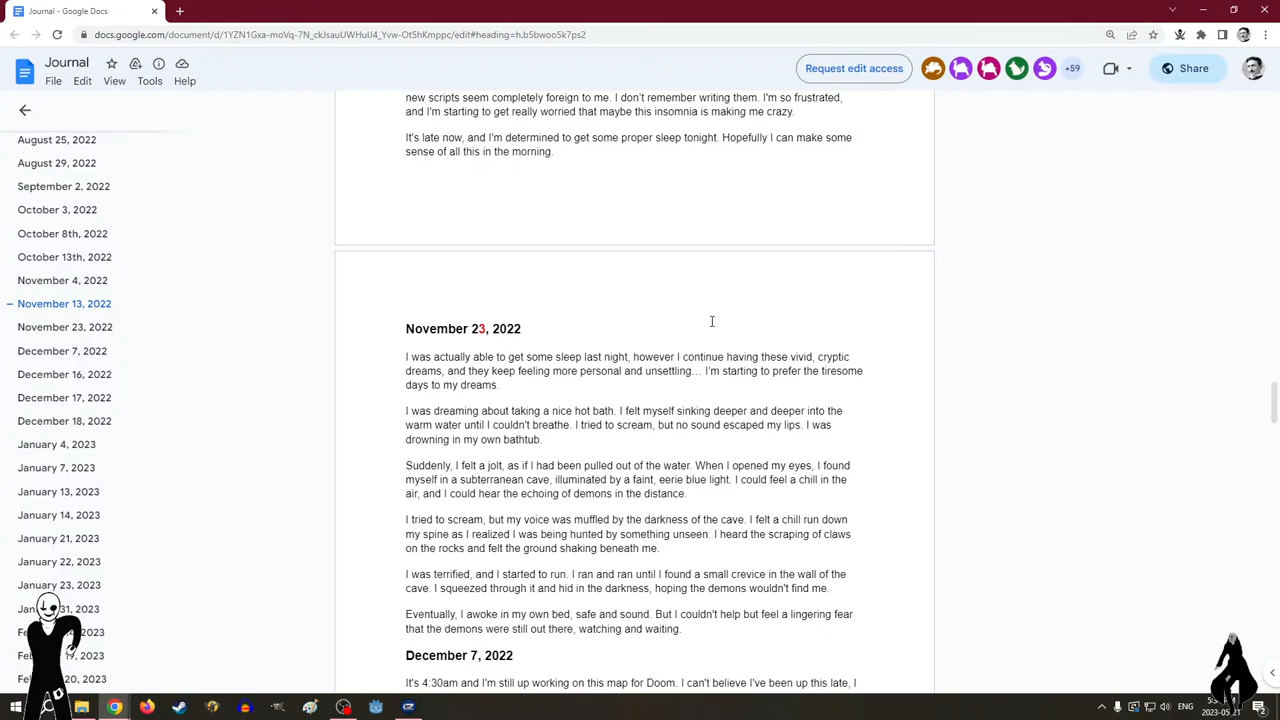 Journal - Google Docs
docs.google.com/document/d/1YZN1Gxa-moVq-7N_ckJsauUWHulJ4_Yvw-Ot5hKmppc/edit#heading=h.b5bwoo5k7ps2
Journal
File Edit View Tools Help
Request edit access
+59
Share
August 25, 2022
August 29, 2022
September 2, 2022
October 3, 2022
October 8th, 2022
October 13th, 2022
November 4, 2022
November 13, 2022
November 23, 2022
December 7, 2022
December 16, 2022
December 17, 2022
December 18, 2022
January 4, 2023
January 7, 2023
January 13, 2023
January 14, 2023
January 21, 2023
January 22, 2023
January 23, 2023
31, 2023
2023
19, 2023
20, 2023
new scripts seem completely foreign to me. I don't remember writing them. I'm so frustrated,
and I'm starting to get really worried that maybe this insomnia is making me crazy.
It's late now, and I'm determined to get some proper sleep tonight. Hopefully I can make some
sense of all this in the morning.
November 23, 2022
I was actually able to get some sleep last night, however I continue having these vivid, cryptic
dreams, and they keep feeling more personal and unsettling... I'm starting to prefer the tiresome
days to my dreams.
I was dreaming about taking a nice hot bath. I felt myself sinking deeper and deeper into the
warm water until I couldn't breathe. I tried to scream, but no sound escaped my lips. I was
drowning in my own bathtub.
Suddenly, I felt a jolt, as if I had been pulled out of the water. When I opened my eyes, I found
myself in a subterranean cave, illuminated by a faint, eerie blue light. I could feel a chill in the
air, and I could hear the echoing of demons in the distance.
I tried to scream, but my voice was muffled by the darkness of the cave. I felt a chill run down
my spine as I realized I was being hunted by something unseen. I heard the scraping of claws
on the rocks and felt the ground shaking beneath me.
I was terrified, and I started to run. I ran and ran until I found a small crevice in the wall of the
cave. I squeezed through it and hid in the darkness, hoping the demons wouldn't find me.
Eventually, I awoke in my own bed, safe and sound. But I couldn't help but feel a lingering fear
that the demons were still out there, watching and waiting.
December 7, 2022
It's 4:30am and I'm still up working on this map for Doom. I can't believe I've been up this late, I
2023-05-21